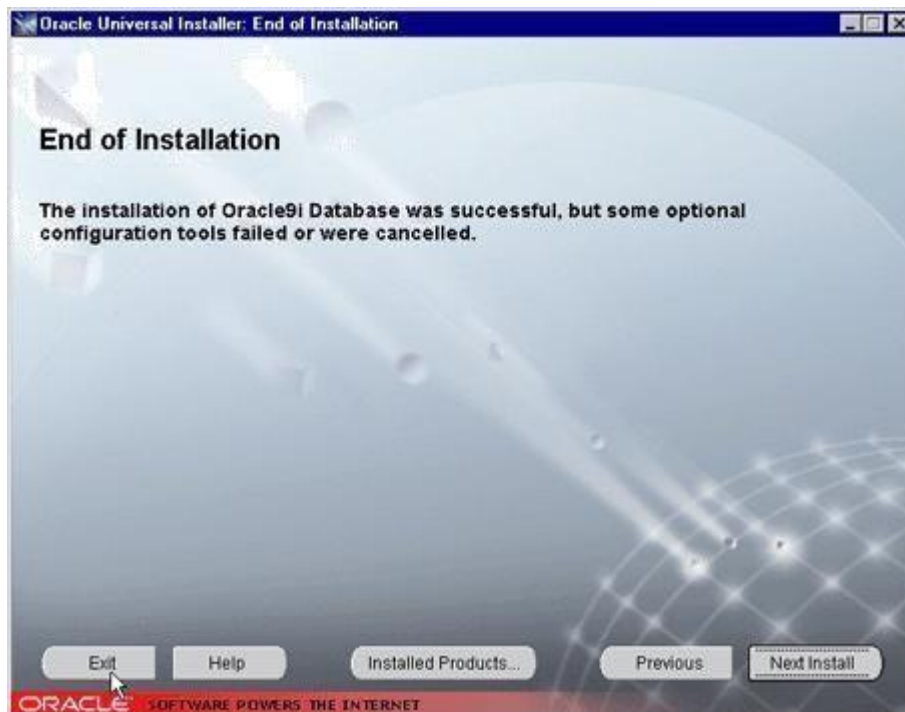 Oracle Universal Installer: End of Installation
End of Installation
The installation of Oracle9i Database was successful, but some optional
configuration tools failed or were cancelled.
Exit
Help
Installed Products...
Previous
Next Install
ORACLE SOFTWARE POWERS THE INTERNET